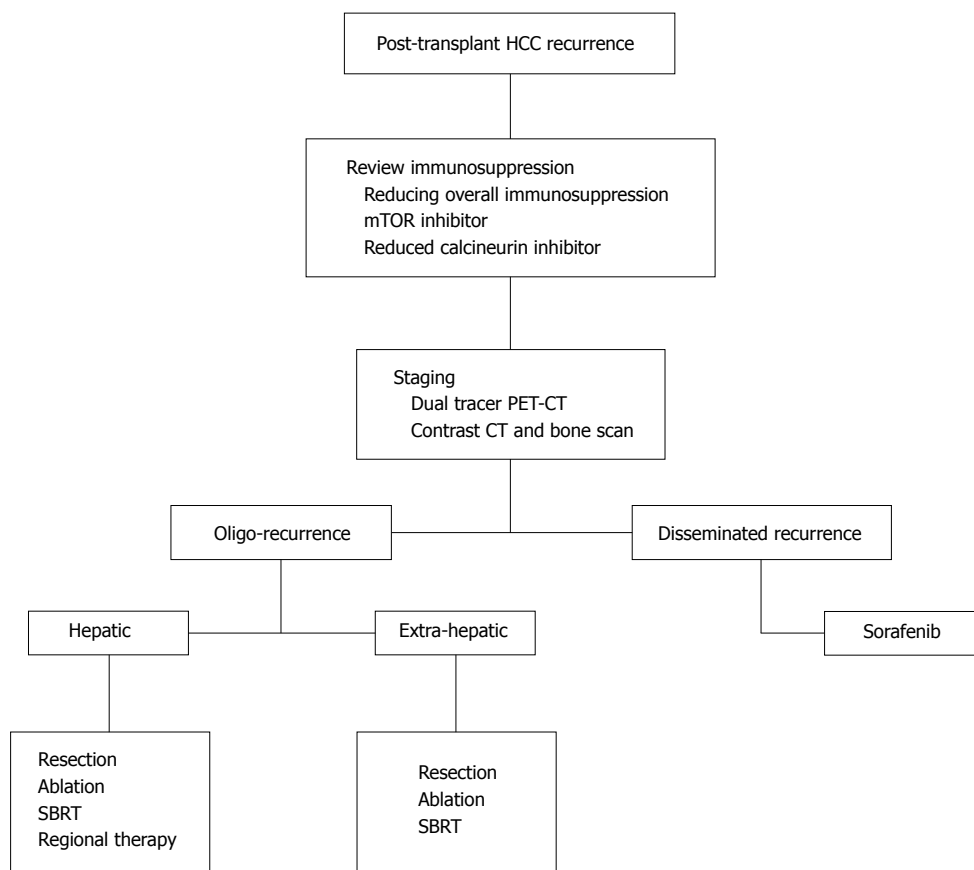 Post-transplant HCC recurrence
Review immunosuppression
Reducing overall immunosuppression
mTOR inhibitor
Reduced calcineurin inhibitor
Staging
Dual tracer PET-CT
Contrast CT and bone scan
Oligo-recurrence
Disseminated recurrence
Hepatic
Extra-hepatic
Sorafenib
Resection
Ablation
SBRT
Regional therapy
Resection
Ablation
SBRT